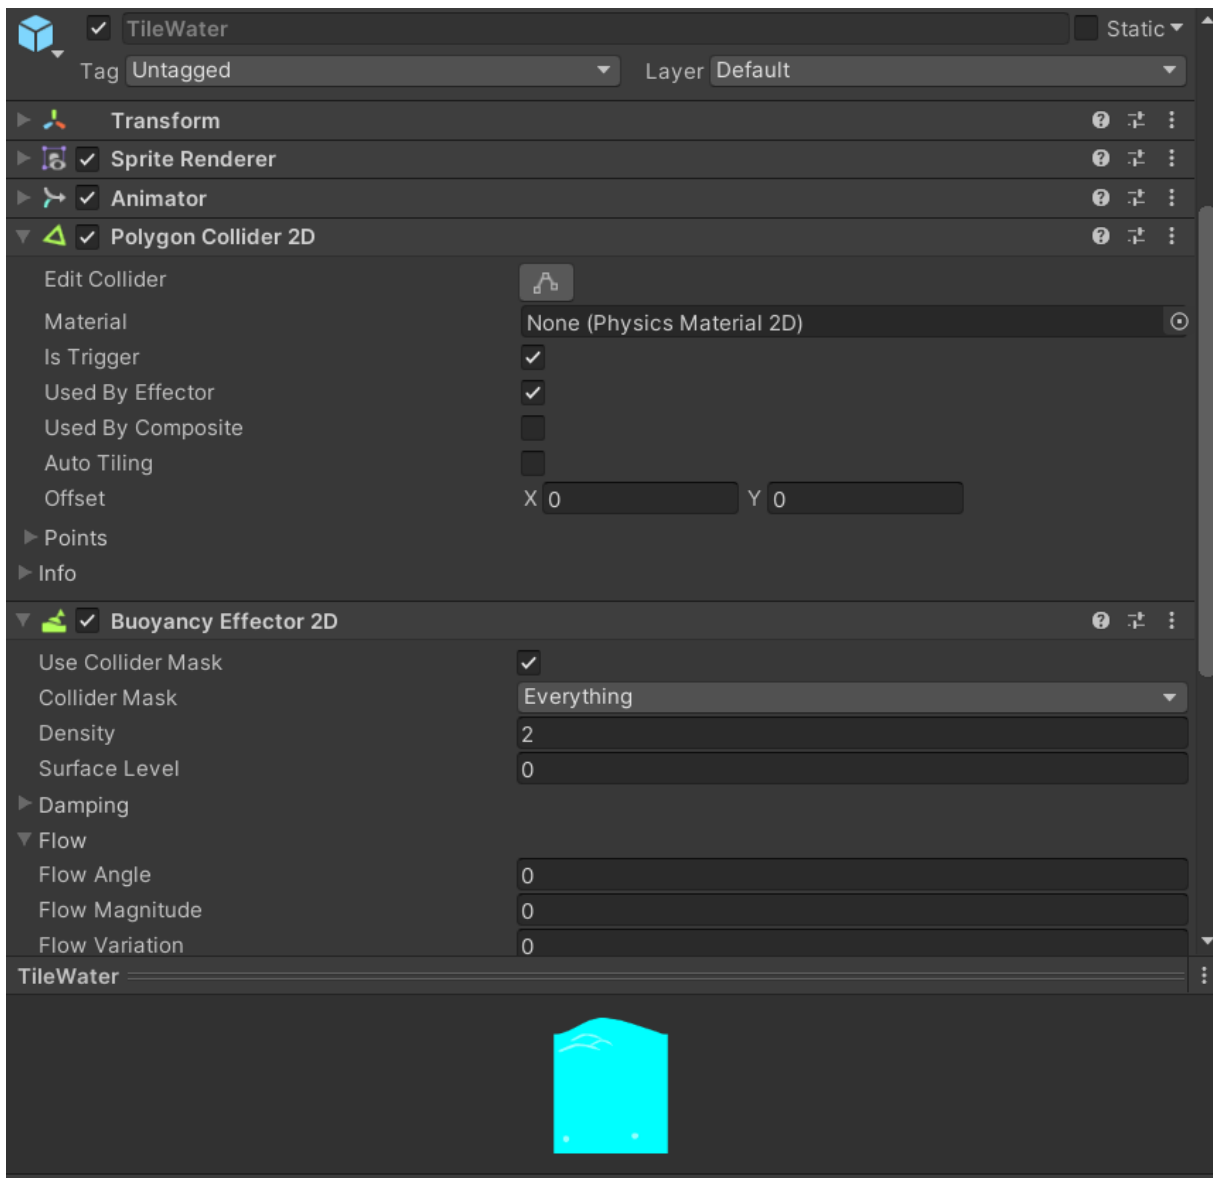 TileWater Static
Tag Untagged Layer Default
Transform
Sprite Renderer
Animator
Polygon Collider 2D
Edit Collider
Material None (Physics Material 2D)
Is Trigger
Used By Effector
Used By Composite
Auto Tiling
Offset X 0 Y 0
Points
Info
Buoyancy Effector 2D
Use Collider Mask
Collider Mask Everything
Density 2
Surface Level 0
Damping
Flow
Flow Angle 0
Flow Magnitude 0
Flow Variation 0
TileWater